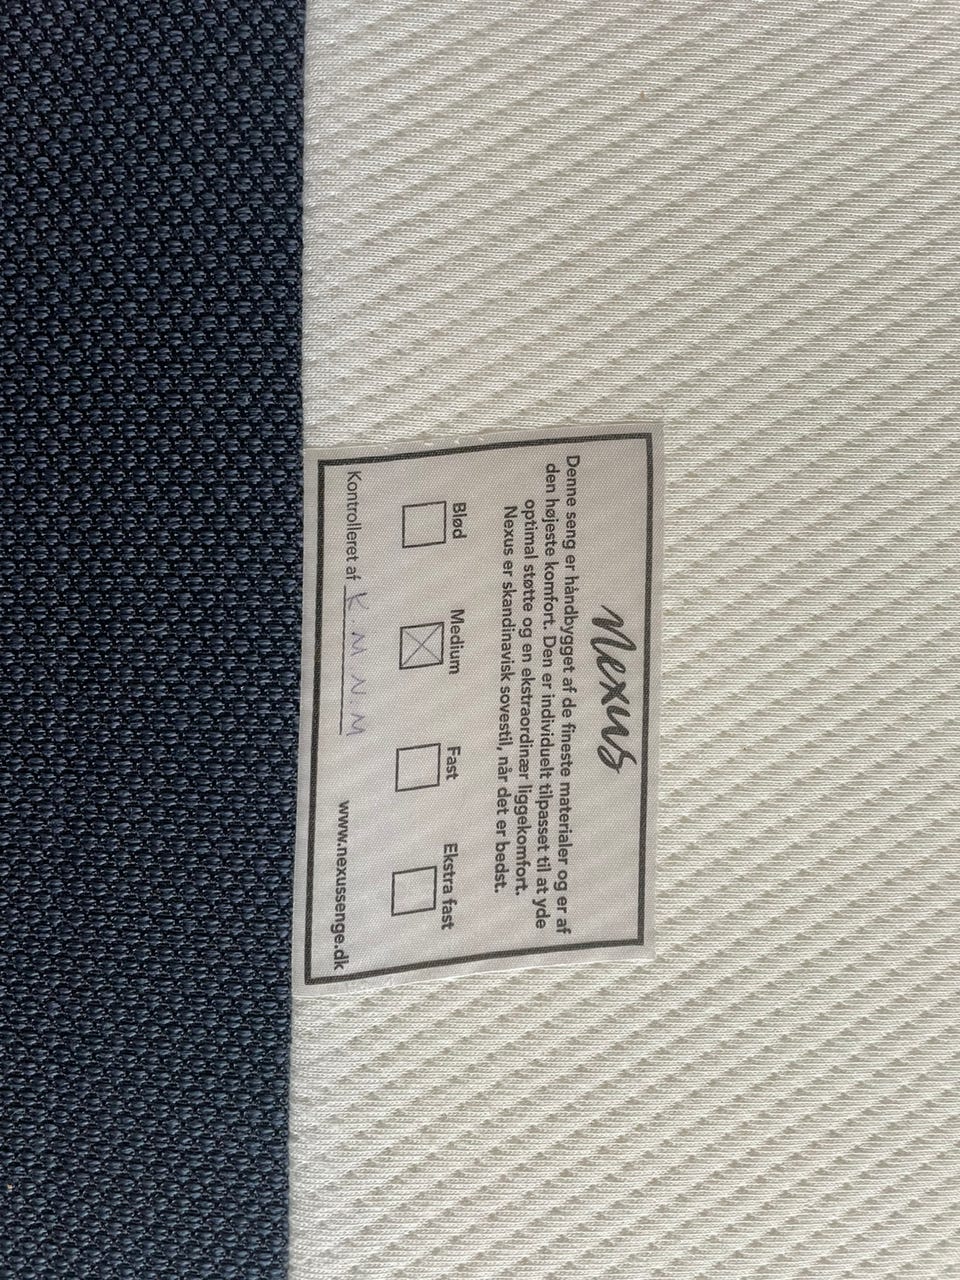 Nexus
Denne seng er håndbygget af de fineste materialer og er af
den højeste komfort. Den er individuelt tilpasset til at yde
optimal støtte og en ekstraordinær liggekomfort.
Nexus er skandinavisk sovestil, når det er bedst.
Blød Medium Fast Ekstra fast
Kontrolleret af K.M.N.M www.nexussenge.dk